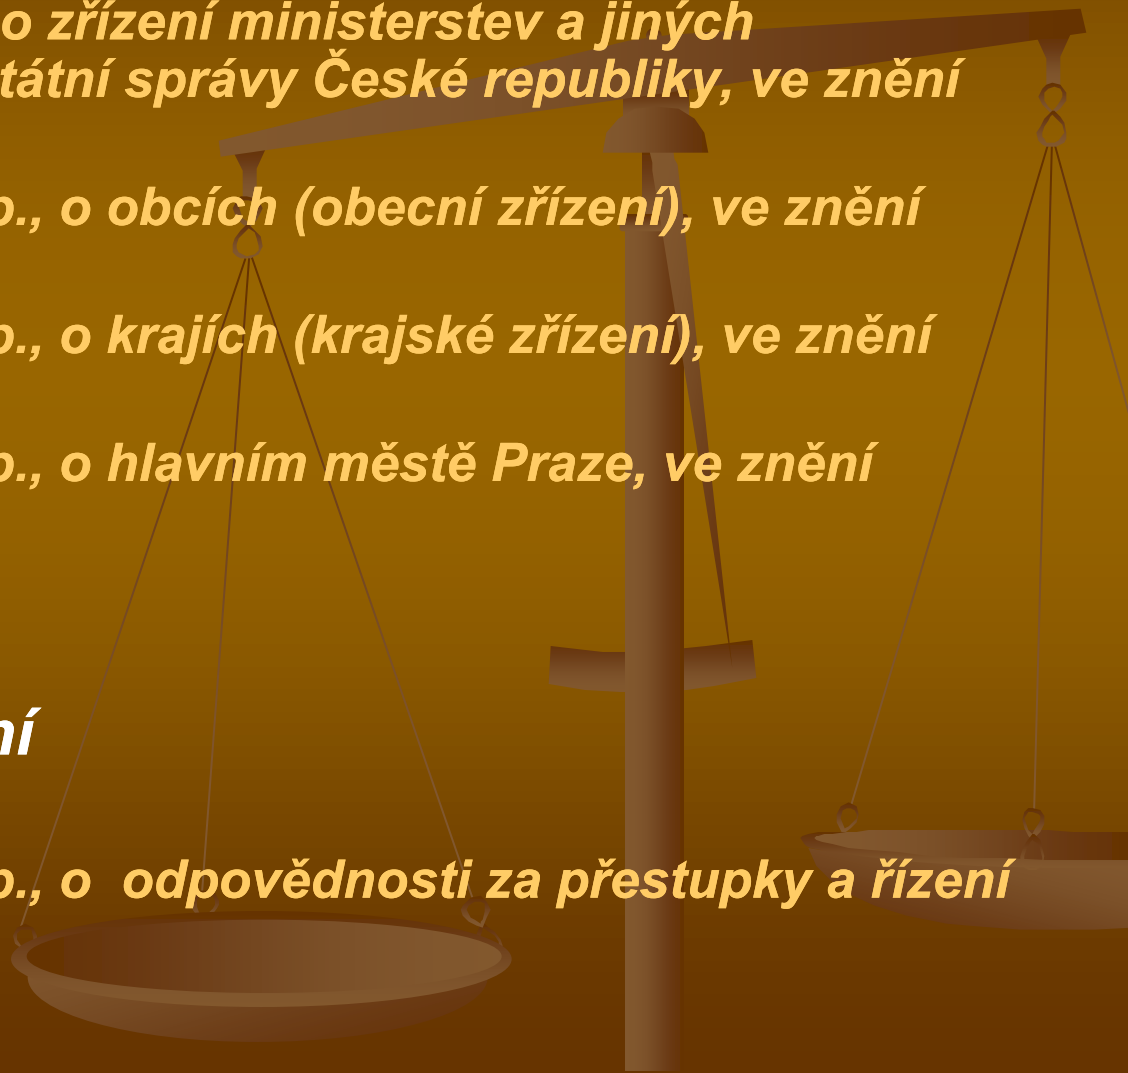 o zřízení ministerstev a jiných
tátní správy České republiky, ve znění
b., o obcích (obecní zřízení), ve znění
b., o krajích (krajské zřízení), ve znění
b., o hlavním městě Praze, ve znění
ní
b., o odpovědnosti za přestupky a řízení